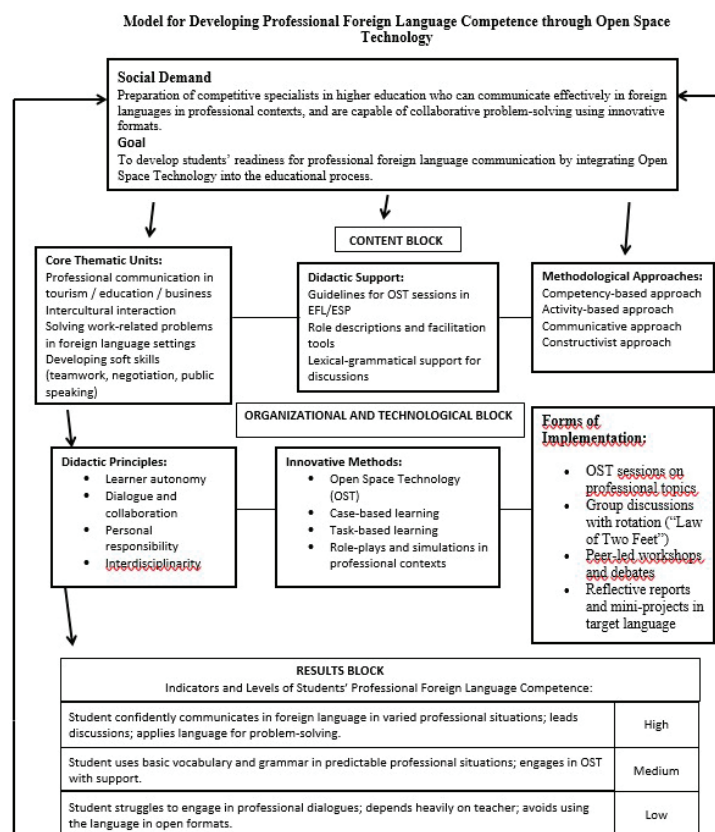 Model for Developing Professional Foreign Language Competence through Open Space
Technology
Social Demand
Preparation of competitive specialists in higher education who can communicate effectively in foreign
languages in professional contexts, and are capable of collaborative problem-solving using innovative
formats.
Goal
To develop students' readiness for professional foreign language communication by integrating Open
Space Technology into the educational process.
CONTENT BLOCK
Core Thematic Units:
Professional communication in
tourism / education / business
Intercultural interaction
Solving work-related problems
in foreign language settings
Developing soft skills
(teamwork, negotiation, public
speaking)
Didactic Support:
Guidelines for OST sessions in
EFL/ESP
Role descriptions and facilitation
tools
Lexical-grammatical support for
discussions
Methodological Approaches:
Competency-based approach
Activity-based approach
Communicative approach
Constructivist approach
ORGANIZATIONAL AND TECHNOLOGICAL BLOCK
Didactic Principles:
• Learner autonomy
• Dialogue and
collaboration
• Personal
responsibility
• Interdisciplinarity
Innovative Methods:
• Open Space Technology
(OST)
• Case-based learning
• Task-based learning
• Role-plays and simulations in
professional contexts
Forms of
Implementation:
• OST sessions on
professional topics
• Group discussions
with rotation ("Law
of Two Feet")
• Peer-led workshops
and debates
• Reflective reports
and mini-projects in
target language
RESULTS BLOCK
Indicators and Levels of Students' Professional Foreign Language Competence:
Student confidently communicates in foreign language in varied professional situations; leads
discussions; applies language for problem-solving.
High
Student uses basic vocabulary and grammar in predictable professional situations; engages in OST
with support.
Medium
Student struggles to engage in professional dialogues; depends heavily on teacher; avoids using
the language in open formats.
Low